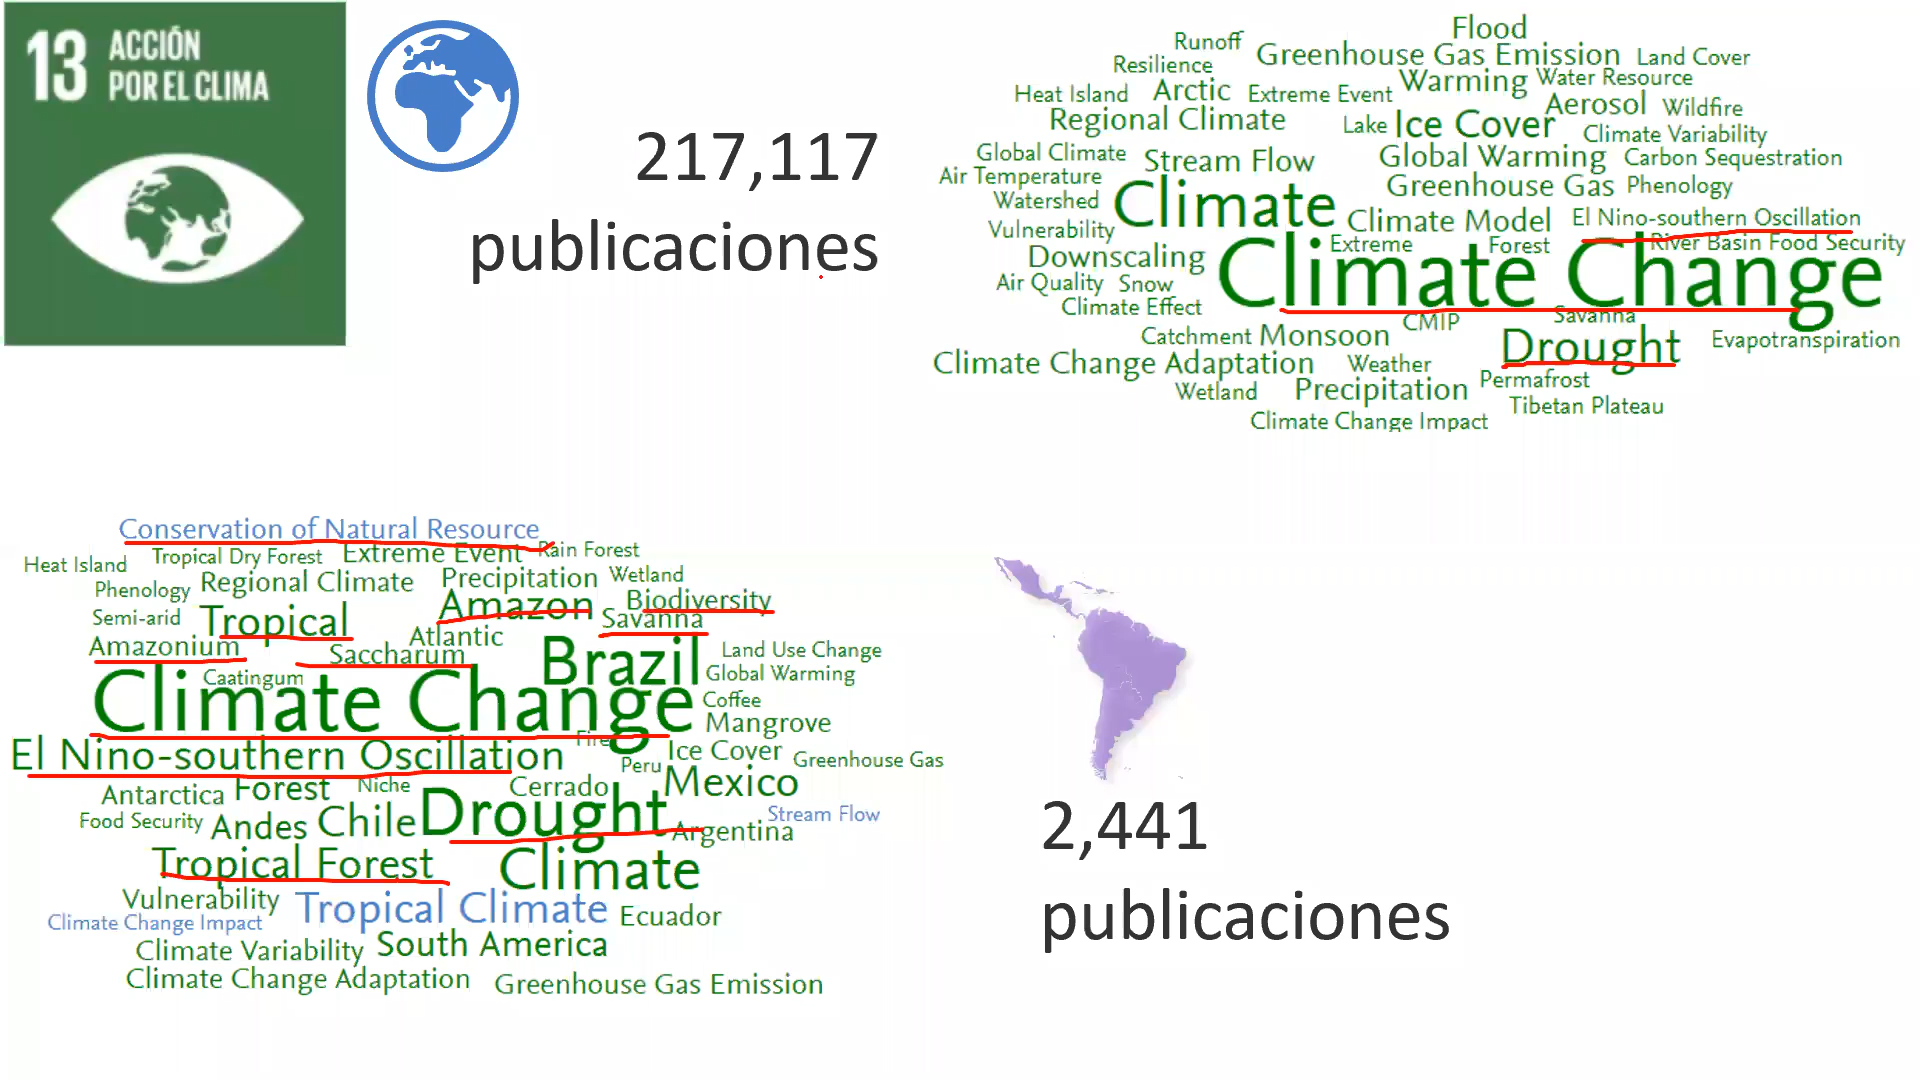 13 ACCIÓN
POR EL CLIMA
217,117
publicaciones
Flood
Runoff Greenhouse Gas Emission Land Cover
Resilience Warming Water Resource
Heat Island Arctic Extreme Event Aerosol Wildfire
Regional Climate Lake Ice Cover Climate Variability
Global Climate Stream Flow Global Warming Carbon Sequestration
Air Temperature Greenhouse Gas Phenology
Watershed Climate Climate Model El Nino-southern Oscillation
Vulnerability Extreme Forest River Basin Food Security
Downscaling Climate Change
Air Quality Snow
Climate Effect CMIP Savanna
Catchment Monsoon Drought Evapotranspiration
Climate Change Adaptation Weather
Wetland Precipitation Permafrost
Tibetan Plateau
Climate Change Impact
Conservation of Natural Resource
Heat Island Tropical Dry Forest Extreme Event Rain Forest
Phenology Regional Climate Precipitation Wetland
Semi-arid Tropical Amazon Biodiversity
Savanna
Amazonium Atlantic
Saccharum Brazil Land Use Change
Caatingum Global Warming
Climate Change Coffee
Mangrove
Fire
El Nino-southern Oscillation Peru Ice Cover Greenhouse Gas
Antarctica Forest Niche Cerrado Mexico
Food Security Andes Chile Drought Stream Flow
Argentina
Tropical Forest Climate
Vulnerability Tropical Climate Ecuador
Climate Change Impact
Climate Variability South America
Climate Change Adaptation Greenhouse Gas Emission
2,441
publicaciones